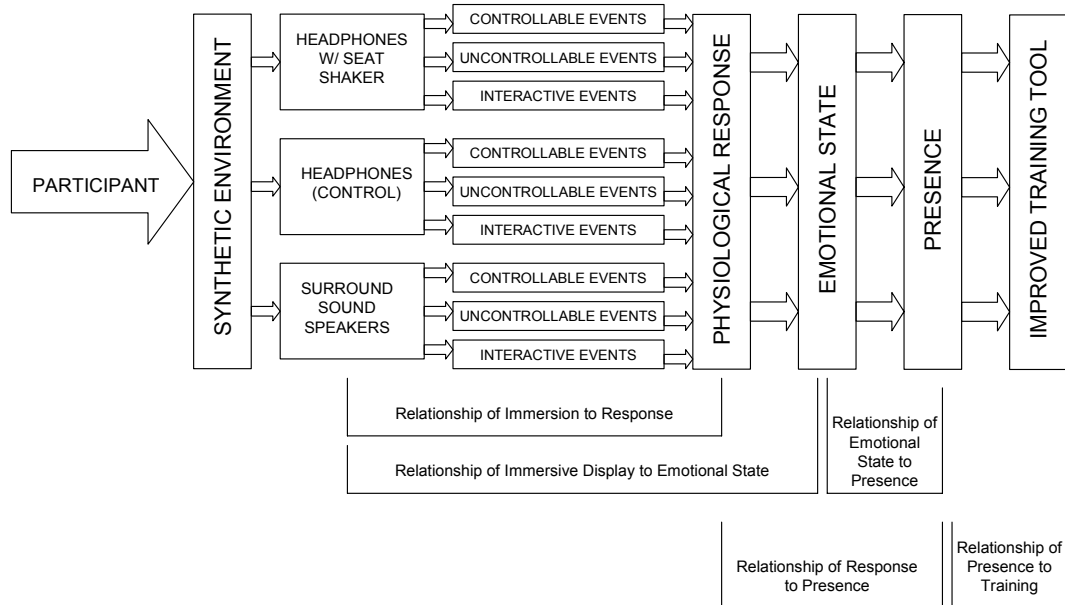 PARTICIPANT
SYNTHETIC ENVIRONMENT
HEADPHONES
W/ SEAT
SHAKER
CONTROLLABLE EVENTS
UNCONTROLLABLE EVENTS
INTERACTIVE EVENTS
HEADPHONES
(CONTROL)
CONTROLLABLE EVENTS
UNCONTROLLABLE EVENTS
INTERACTIVE EVENTS
SURROUND
SOUND
SPEAKERS
CONTROLLABLE EVENTS
UNCONTROLLABLE EVENTS
INTERACTIVE EVENTS
PHYSIOLOGICAL RESPONSE
EMOTIONAL STATE
PRESENCE
IMPROVED TRAINING TOOL
Relationship of Immersion to Response
Relationship of Immersive Display to Emotional State
Relationship of
Emotional
State to
Presence
Relationship of Response
to Presence
Relationship of
Presence to
Training